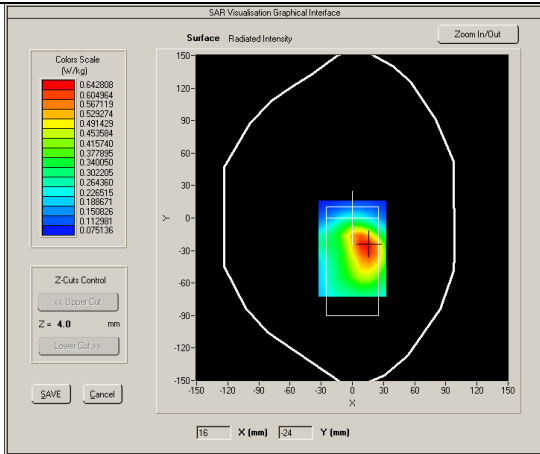 SAR Visualisation Graphical Interface
Surface Radiated Intensity
Zoom In/Out
Colors Scale
(W/kg)
0.642808
0.604964
0.567119
0.529274
0.491429
0.453584
0.415740
0.377895
0.340050
0.302205
0.264360
0.226515
0.188671
0.150826
0.112981
0.075136
Z-Cuts Control
<< Upper Cut
Z = 4.0 mm
Lower Cut >>
SAVE
Cancel
150
120
90
60
30
0
-30
-60
-90
-120
-150
Y
-150 -120 -90 -60 -30 0 30 60 90 120 150
X
16 X (mm) -24 Y (mm)